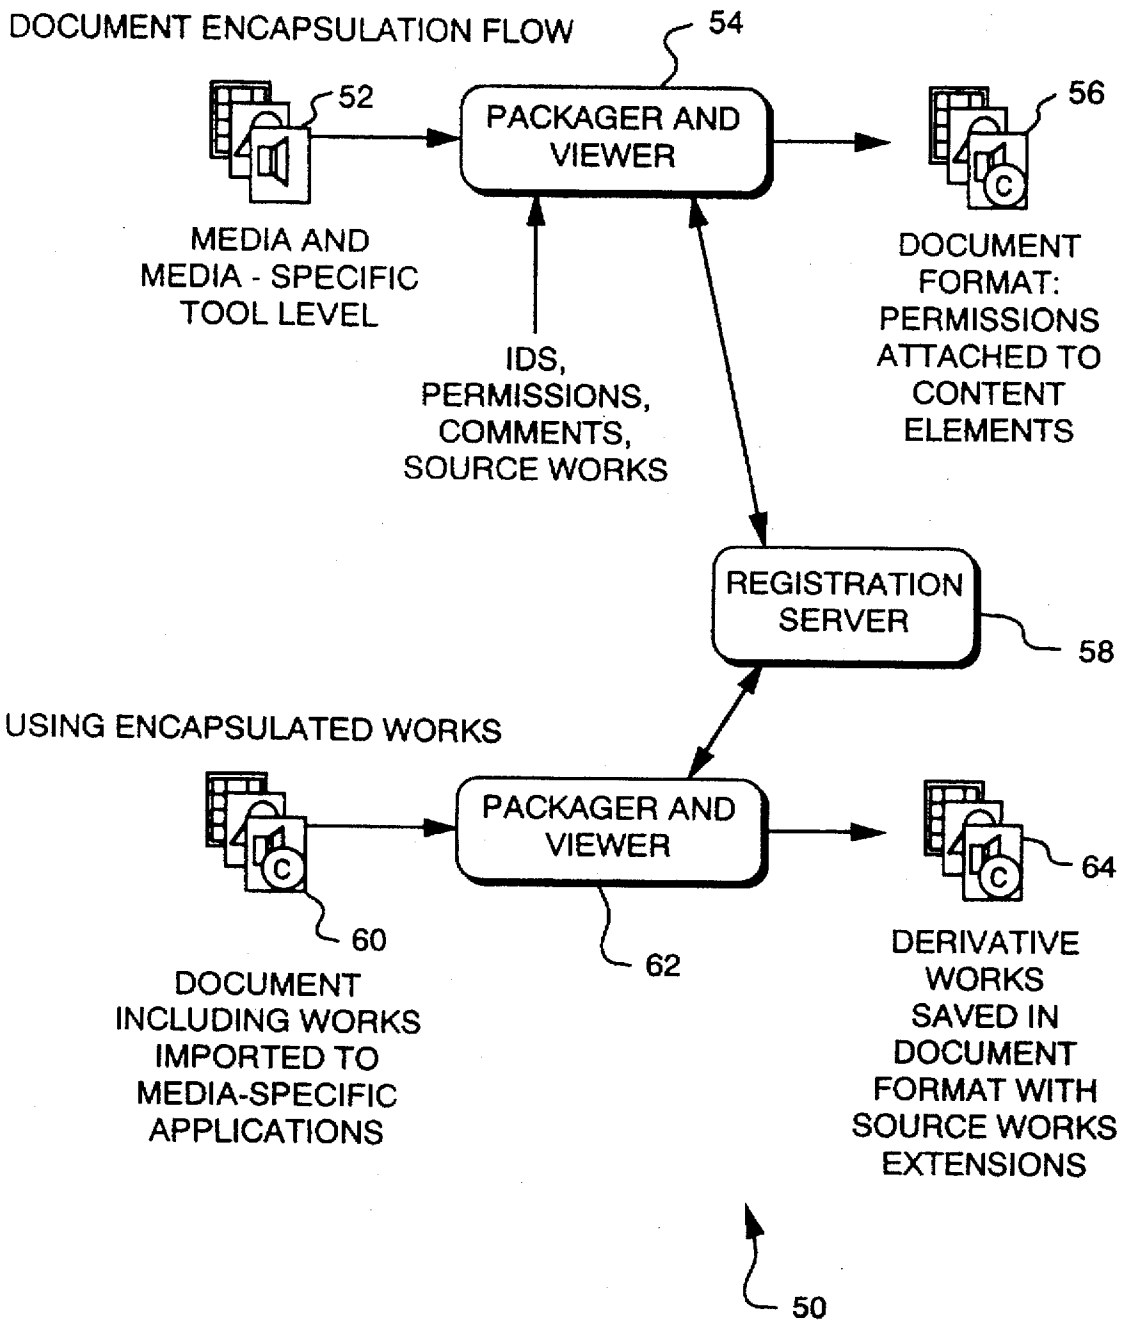 DOCUMENT ENCAPSULATION FLOW
54
52
PACKAGER AND
VIEWER
56
C
MEDIA AND
MEDIA - SPECIFIC
TOOL LEVEL
DOCUMENT
FORMAT:
PERMISSIONS
ATTACHED TO
CONTENT
ELEMENTS
IDS,
PERMISSIONS,
COMMENTS,
SOURCE WORKS
REGISTRATION
SERVER
58
USING ENCAPSULATED WORKS
PACKAGER AND
VIEWER
C
60
62
C
64
DOCUMENT
INCLUDING WORKS
IMPORTED TO
MEDIA-SPECIFIC
APPLICATIONS
DERIVATIVE
WORKS
SAVED IN
DOCUMENT
FORMAT WITH
SOURCE WORKS
EXTENSIONS
50